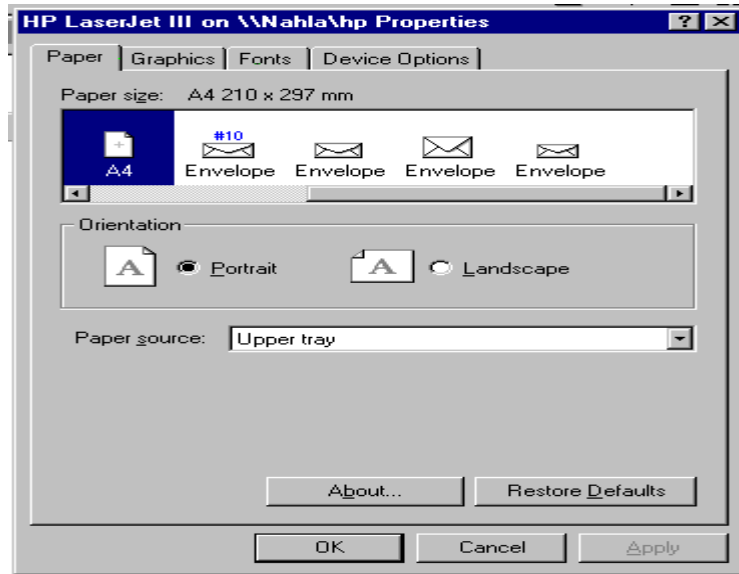 HP LaserJet III on \\Nahla\hp Properties
Paper Graphics Fonts Device Options
Paper size: A4 210 x 297 mm
#10
A4 Envelope Envelope Envelope Envelope
Orientation
A Portrait A Landscape
Paper source: Upper tray
About... Restore Defaults
OK Cancel Apply